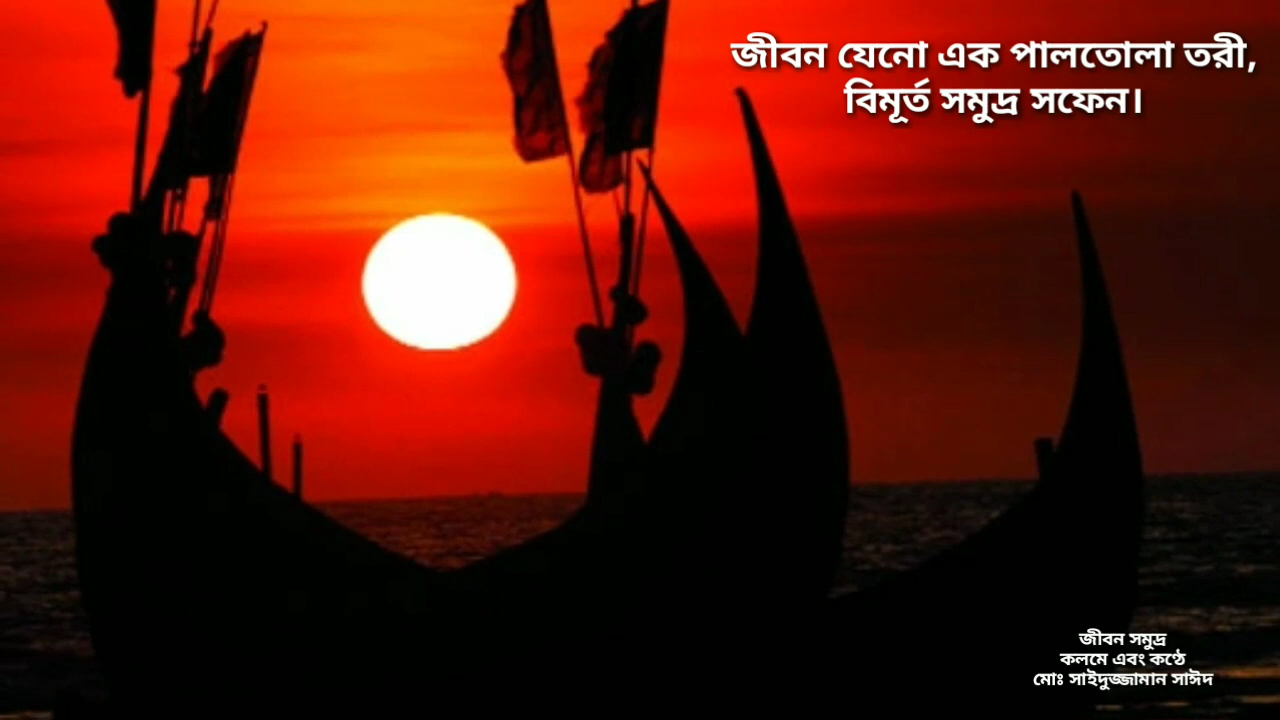 জীবন যেনো এক পালতোলা তরী,
বিমূর্ত সমুদ্র সফেন।
জীবন সমুদ্র
কলমে এবং কণ্ঠে
মোঃ সাইদুজ্জামান সাঈদ